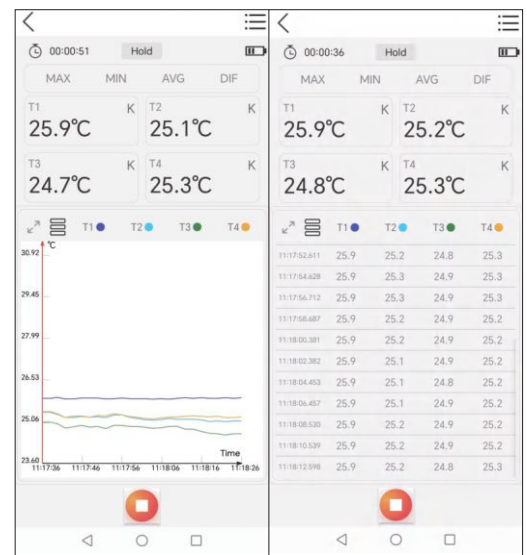 00:00:51 Hold
MAX MIN AVG DIF
T1 K T2 K
25.9℃ 25.1℃
T3 K T4 K
24.7℃ 25.3℃
T1 T2 T3 T4
℃
30.92
29.45
27.99
26.53
25.06
23.60
Time
11:17:36 11:17:46 11:17:56 11:18:06 11:18:16 11:18:26
00:00:36 Hold
MAX MIN AVG DIF
T1 K T2 K
25.9℃ 25.2℃
T3 K T4 K
24.8℃ 25.3℃
T1 T2 T3 T4
11:17:52.611 25.9 25.2 24.8 25.3
11:17:54.628 25.9 25.3 24.9 25.3
11:17:56.712 25.9 25.3 24.9 25.3
11:17:58.687 25.9 25.2 24.9 25.2
11:18:00.381 25.9 25.2 24.9 25.2
11:18:02.382 25.9 25.1 24.9 25.2
11:18:04.453 25.9 25.1 24.8 25.2
11:18:06.457 25.9 25.1 24.9 25.2
11:18:08.530 25.9 25.2 24.9 25.2
11:18:10.539 25.9 25.2 24.9 25.2
11:18:12.598 25.9 25.2 24.8 25.3